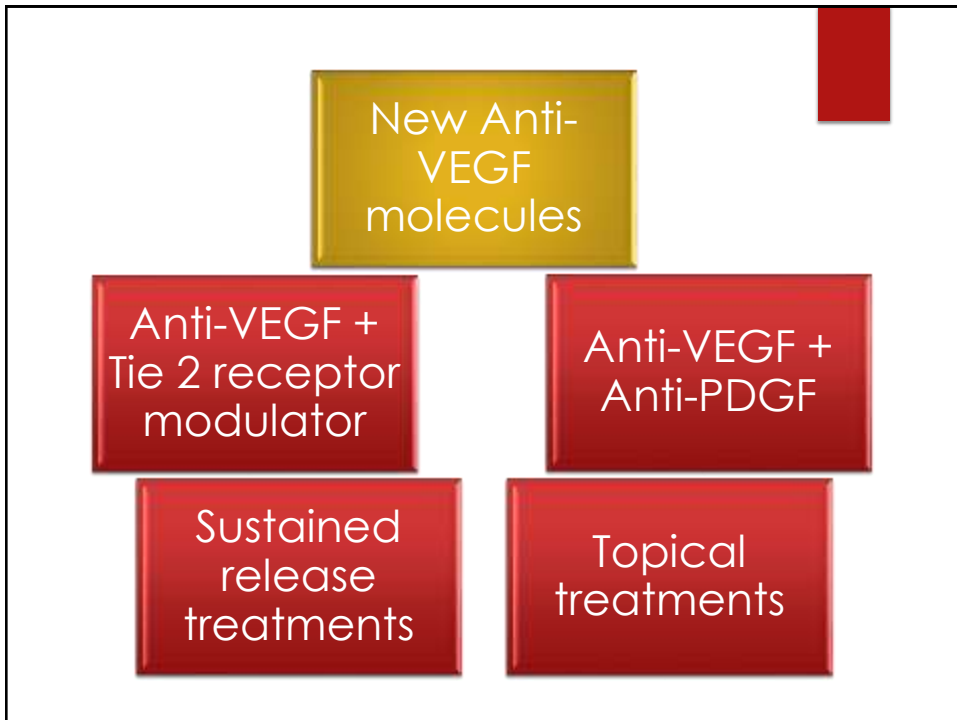 New Anti-
VEGF
molecules
Anti-VEGF +
Tie 2 receptor
modulator
Anti-VEGF +
Anti-PDGF
Sustained
release
treatments
Topical
treatments